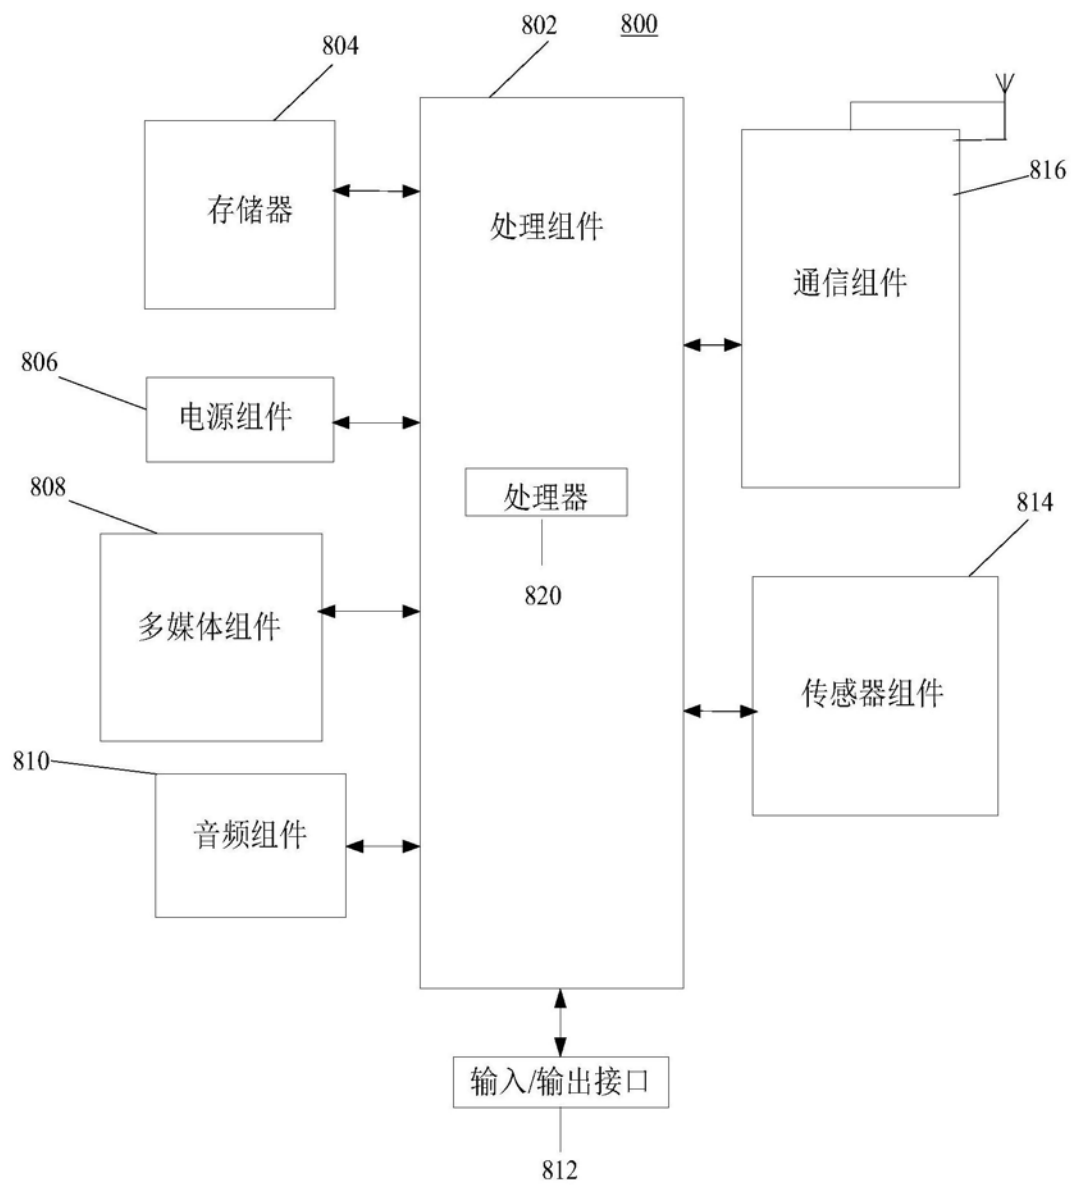 802
800
804
存储器
处理组件
816
通信组件
806
电源组件
808
处理器
814
820
多媒体组件
传感器组件
810
音频组件
输入/输出接口
812